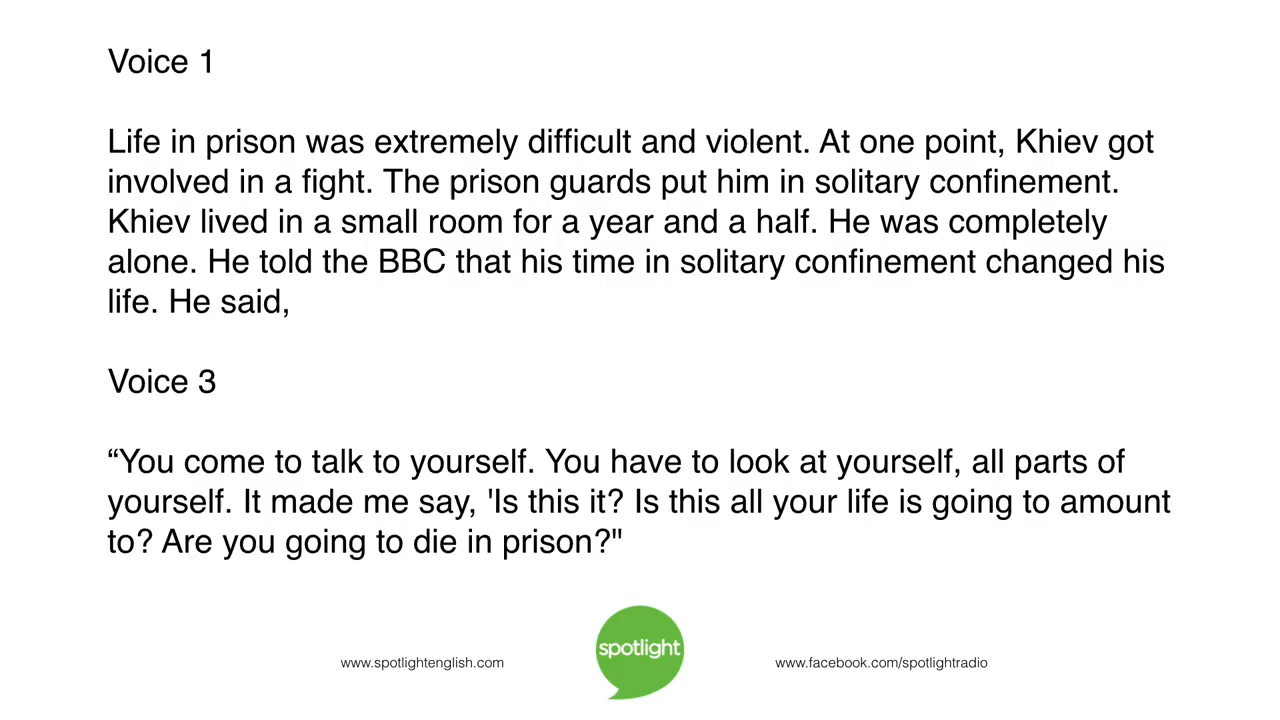 Voice 1
Life in prison was extremely difficult and violent. At one point, Khiev got
involved in a fight. The prison guards put him in solitary confinement.
Khiev lived in a small room for a year and a half. He was completely
alone. He told the BBC that his time in solitary confinement changed his
life. He said,
Voice 3
“You come to talk to yourself. You have to look at yourself, all parts of
yourself. It made me say, 'Is this it? Is this all your life is going to amount
to? Are you going to die in prison?"
www.spotlightenglish.com
spotlight
www.facebook.com/spotlightradio